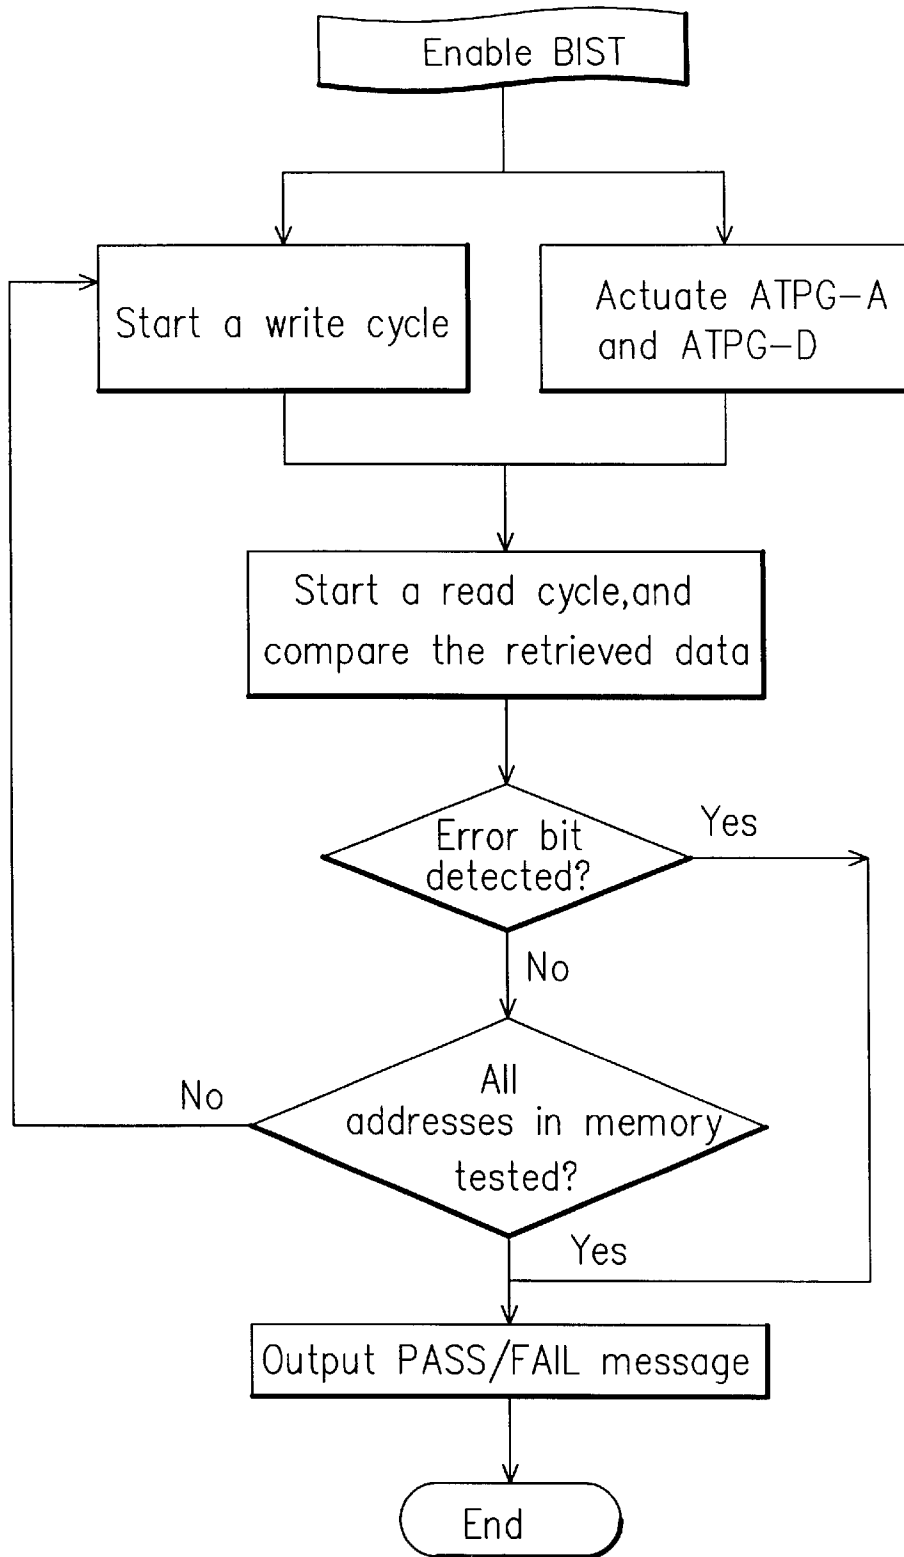 Enable BIST
Start a write cycle
Actuate ATPG-A
and ATPG-D
Start a read cycle,and
compare the retrieved data
Error bit
detected?
Yes
No
All
addresses in memory
tested?
No
Yes
Output PASS/FAIL message
End